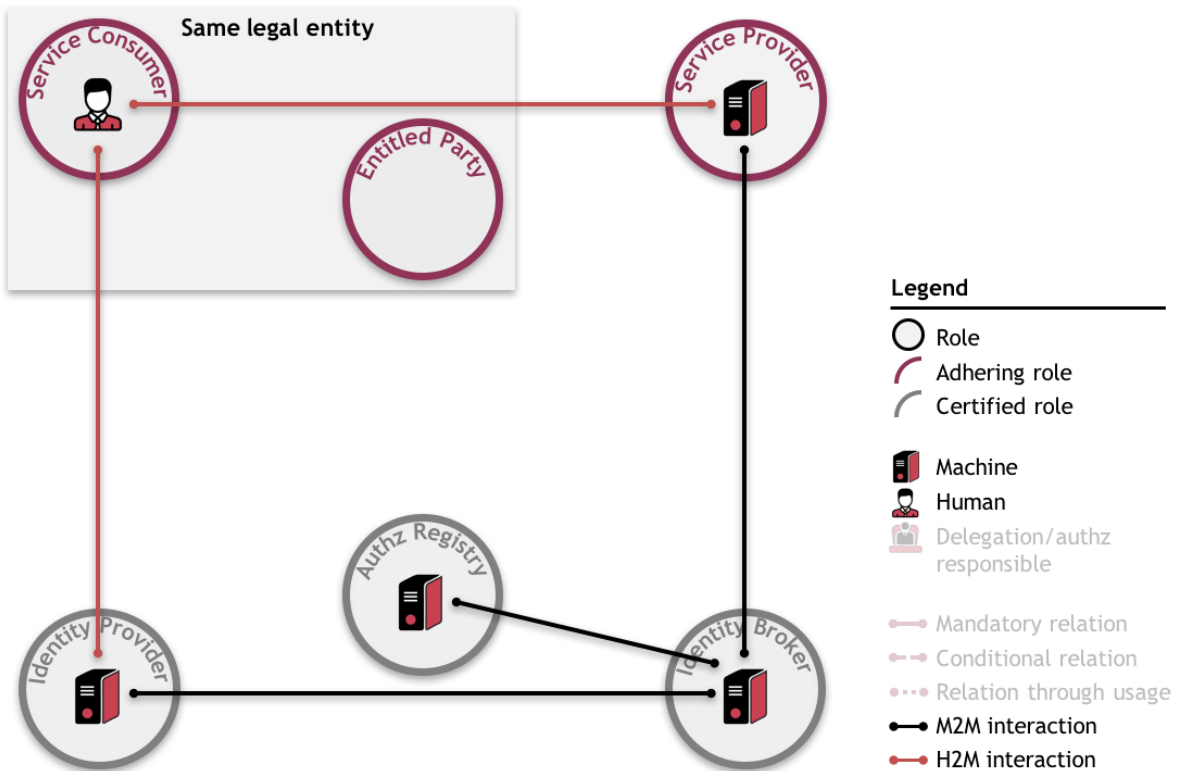 Same legal entity
Service Consumer
Service Provider
Entitled Party
Legend
Role
Adhering role
Certified role
Machine
Human
Delegation/authz
responsible
Authz Registry
Identity Provider
Identity Broker
Mandatory relation
Conditional relation
Relation through usage
M2M interaction
H2M interaction